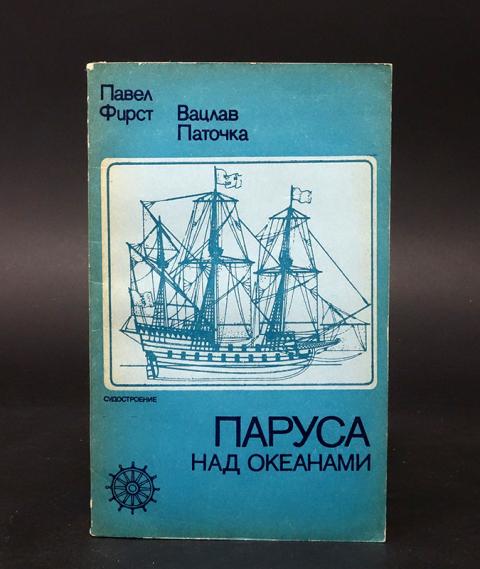 Павел
Фирст
Вацлав
Паточка
СУДОСТРОЕНИЕ
ПАРУСА
НАД ОКЕАНАМИ